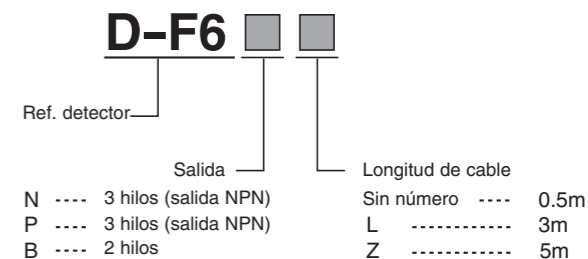 D-F6
Ref. detector
Salida
Longitud de cable
N ---- 3 hilos (salida NPN)
P ---- 3 hilos (salida NPN)
B ---- 2 hilos
Sin número ---- 0.5m
L ------------ 3m
Z ------------ 5m